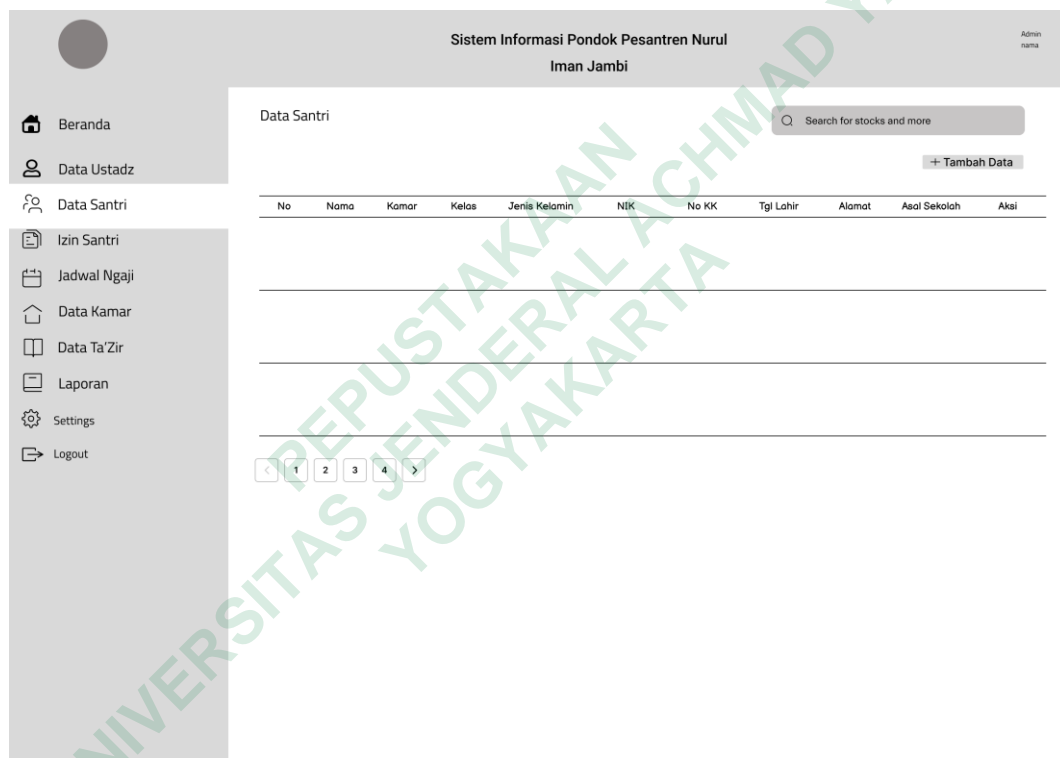 Sistem Informasi Pondok Pesantren Nurul
Iman Jambi
Admin
nama
Beranda
Data Ustadz
Data Santri
Izin Santri
Jadwal Ngaji
Data Kamar
Data Ta'Zir
Laporan
Settings
Logout
Data Santri
Search for stocks and more
+ Tambah Data
No Nama Kamar Kelas Jenis Kelamin NIK No KK Tgl Lahir Alamat Asal Sekolah Aksi
< 1 2 3 4 >
PEPUSTAKAAN
UNIVERSITAS JENDERAL ACHMAD YA
YOGYAKARTA